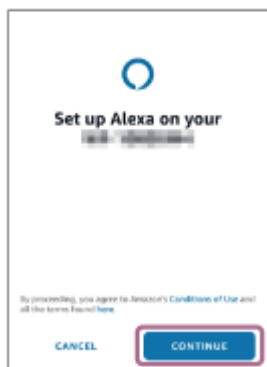 Set up Alexa on your
By proceeding, you agree to Amazon's Conditions of Use and
all the terms found here.
CANCEL CONTINUE